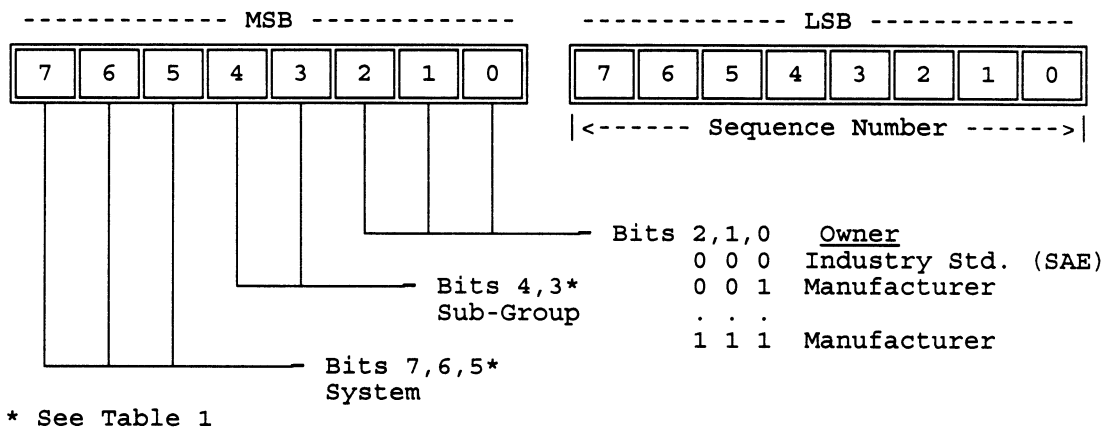 ------------- MSB ------------- ------------- LSB -------------
7 6 5 4 3 2 1 0 7 6 5 4 3 2 1 0
|<------ Sequence Number ------>|
Bits 2,1,0 Owner
0 0 0 Industry Std. (SAE)
Bits 4,3* 0 0 1 Manufacturer
Sub-Group . . .
1 1 1 Manufacturer
Bits 7,6,5*
System
* See Table 1